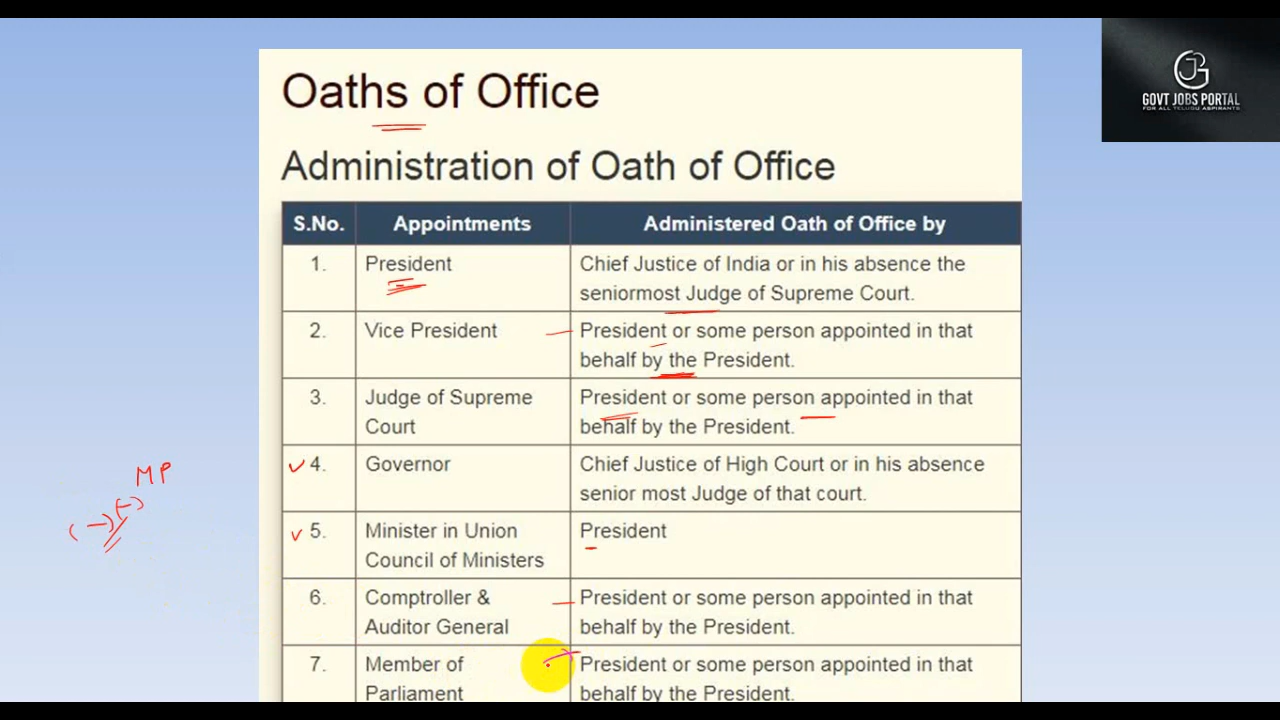 GOVT JOBS PORTAL
FOR ALL TELUGU ASPIRANTS
Oaths of Office
Administration of Oath of Office
S.No. Appointments Administered Oath of Office by
1. President Chief Justice of India or in his absence the
seniormost Judge of Supreme Court.
2. Vice President President or some person appointed in that
behalf by the President.
3. Judge of Supreme President or some person appointed in that
Court behalf by the President.
4. Governor Chief Justice of High Court or in his absence
senior most Judge of that court.
5. Minister in Union President
Council of Ministers
6. Comptroller & President or some person appointed in that
Auditor General behalf by the President.
7. Member of President or some person appointed in that
Parliament behalf by the President.
MP